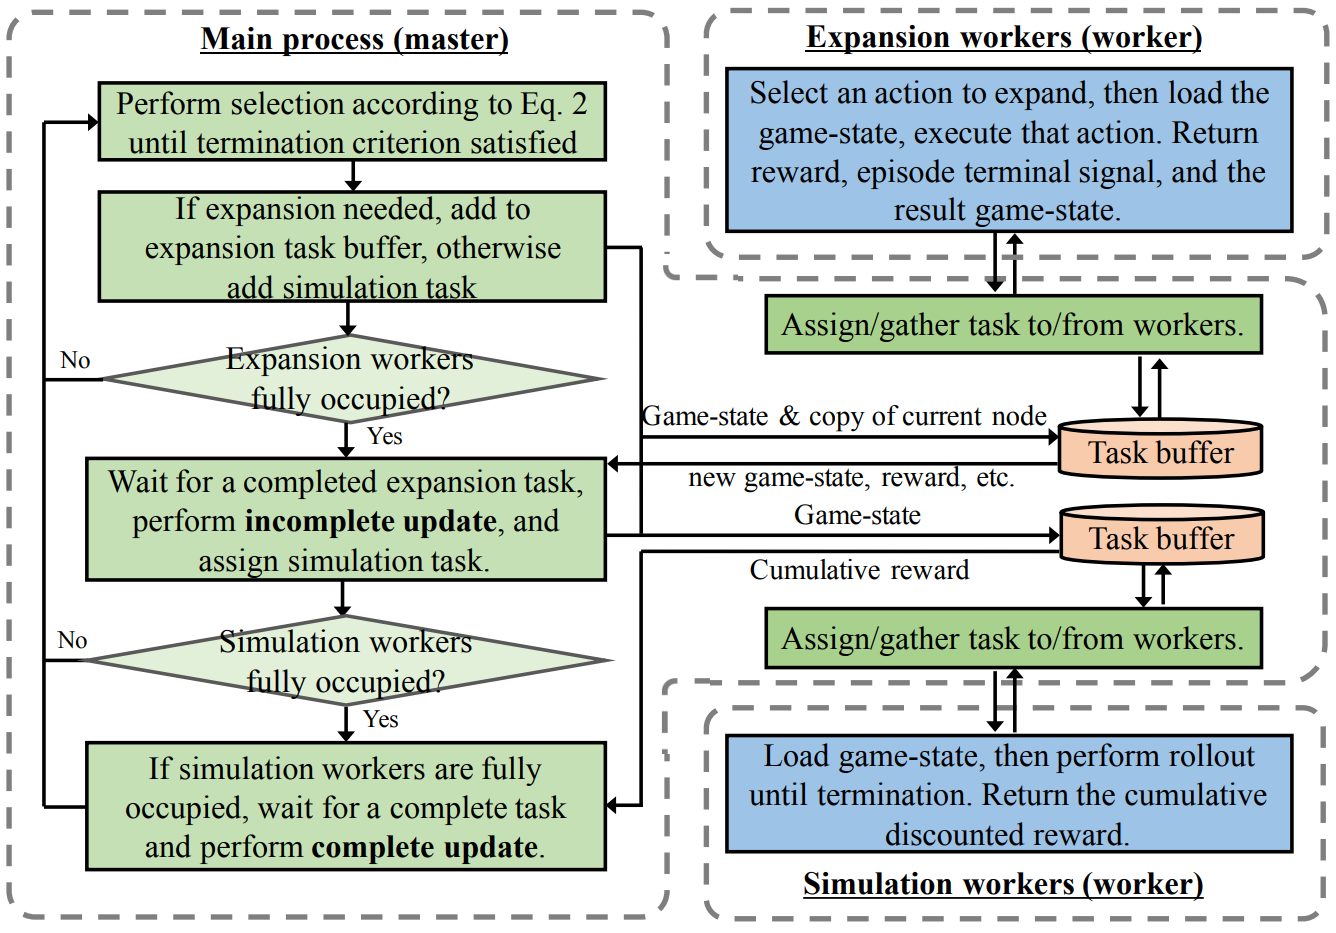 Main process (master)
Perform selection according to Eq. 2
until termination criterion satisfied
If expansion needed, add to
expansion task buffer, otherwise
add simulation task
Expansion workers
fully occupied?
No
Yes
Wait for a completed expansion task,
perform incomplete update, and
assign simulation task.
Simulation workers
fully occupied?
No
Yes
If simulation workers are fully
occupied, wait for a complete task
and perform complete update.
Game-state & copy of current node
new game-state, reward, etc.
Game-state
Cumulative reward
Expansion workers (worker)
Select an action to expand, then load the
game-state, execute that action. Return
reward, episode terminal signal, and the
result game-state.
Assign/gather task to/from workers.
Task buffer
Task buffer
Assign/gather task to/from workers.
Load game-state, then perform rollout
until termination. Return the cumulative
discounted reward.
Simulation workers (worker)